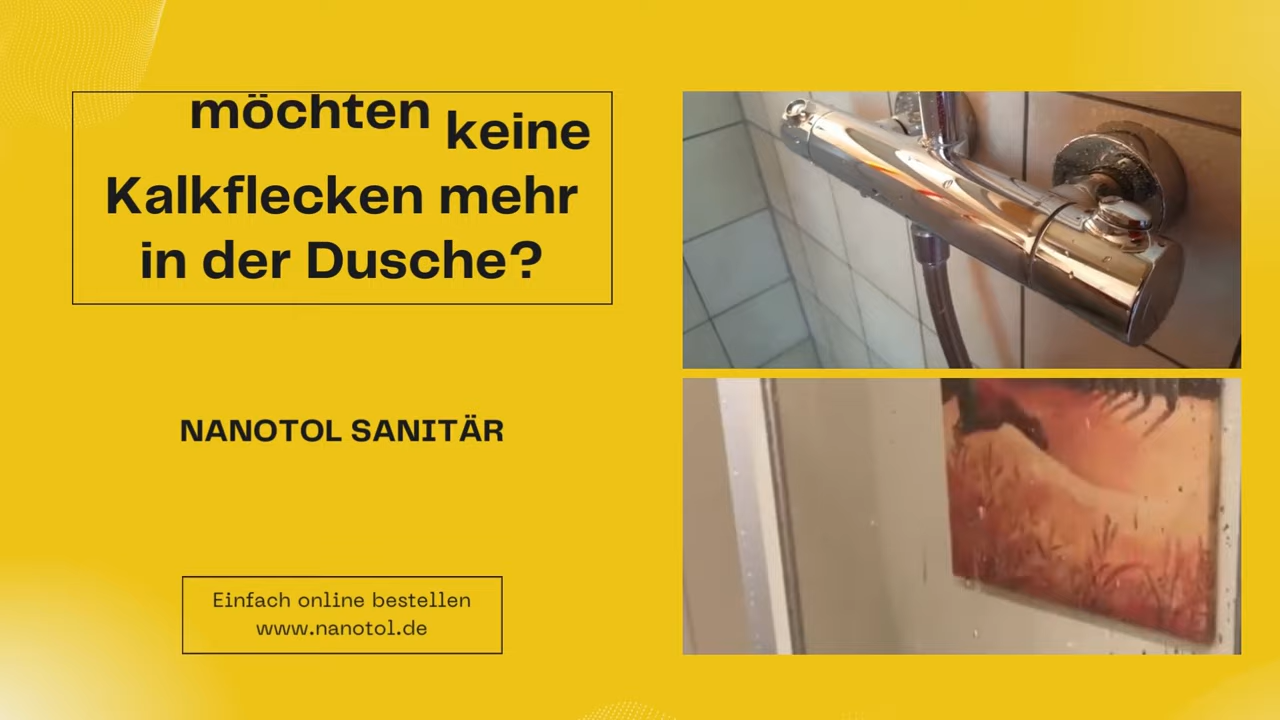 möchten keine
Kalkflecken mehr
in der Dusche?
NANOTOL SANITÄR
Einfach online bestellen
www.nanotol.de